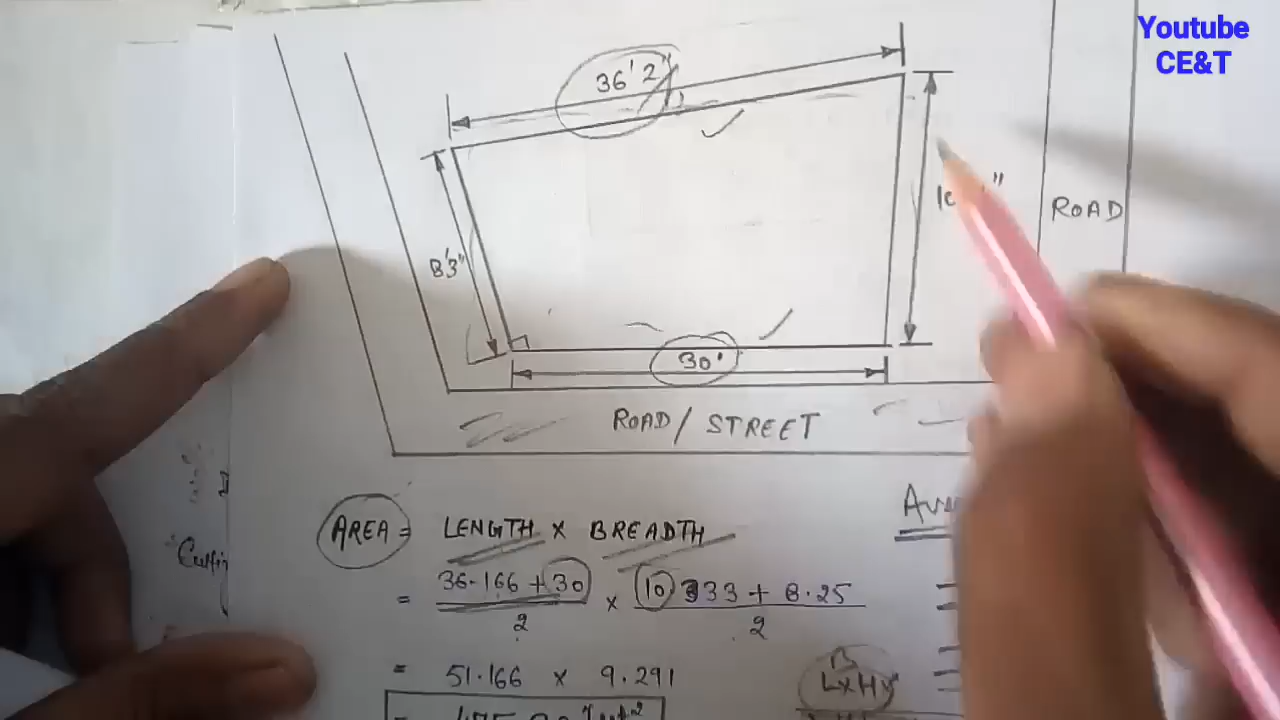 Youtube
CE&T
36' 2"
8'3"
ROAD
30'
ROAD / STREET
AREA = LENGTH X BREADTH
= 36.166 + 30 / 2 x 10.333 + 8.25 / 2
= 51.166 x 9.291
B
LXH